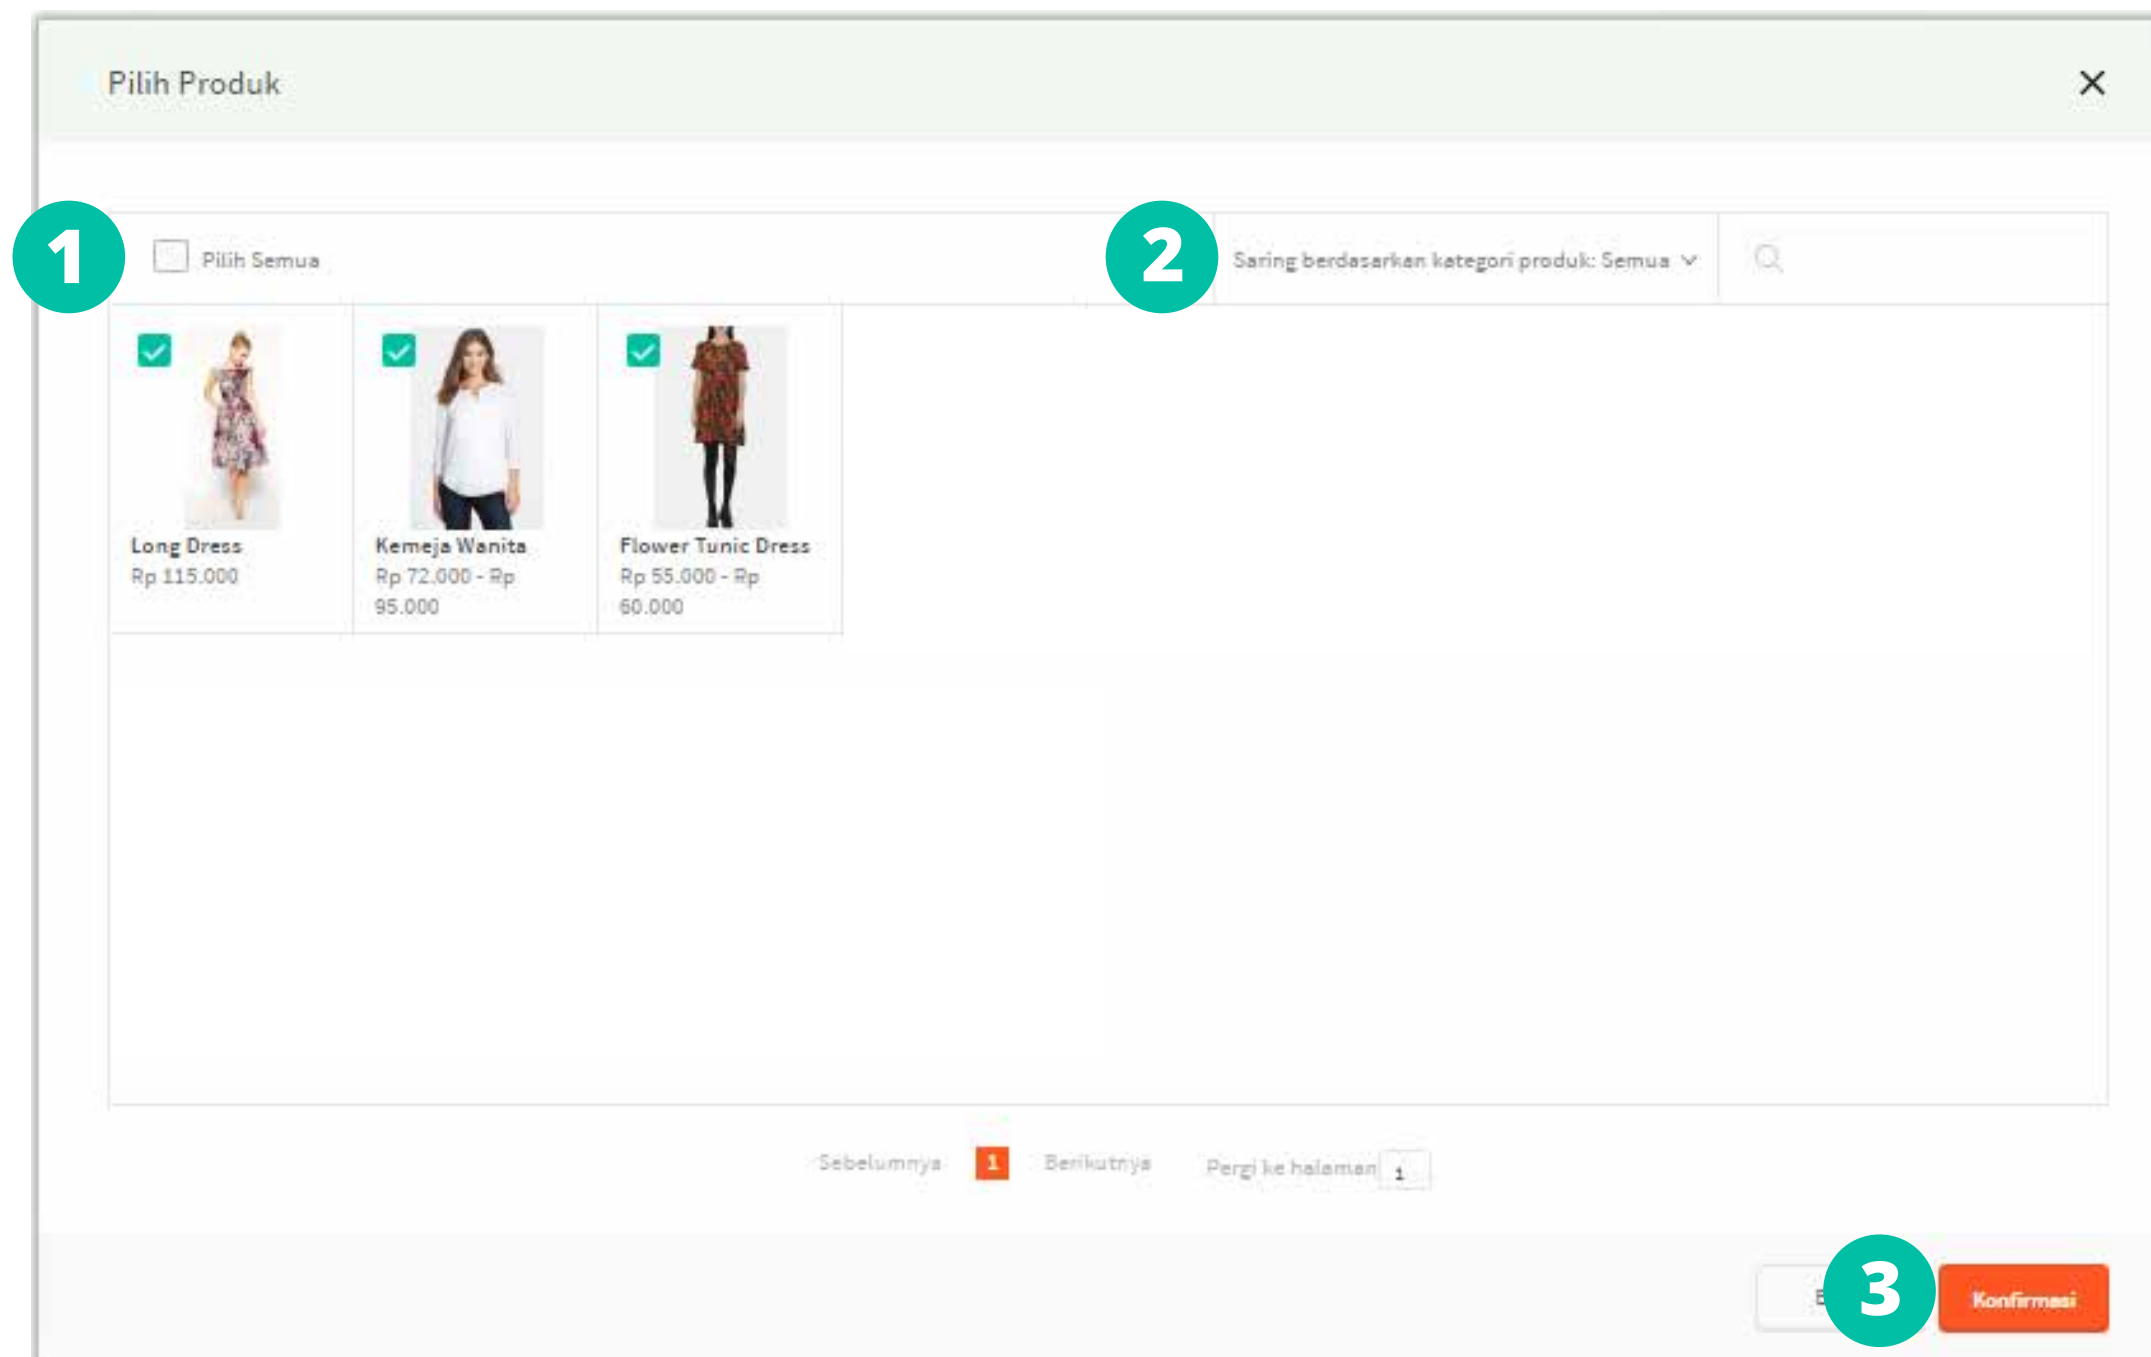 Pilih Produk
1
Pilih Semua
2
Saring berdasarkan kategori produk: Semua
Long Dress
Rp 115.000
Kemeja Wanita
Rp 72.000 - Rp
95.000
Flower Tunic Dress
Rp 55.000 - Rp
60.000
Sebelumnya 1 Berikutnya Pergi ke halaman 1
3
Konfirmasi